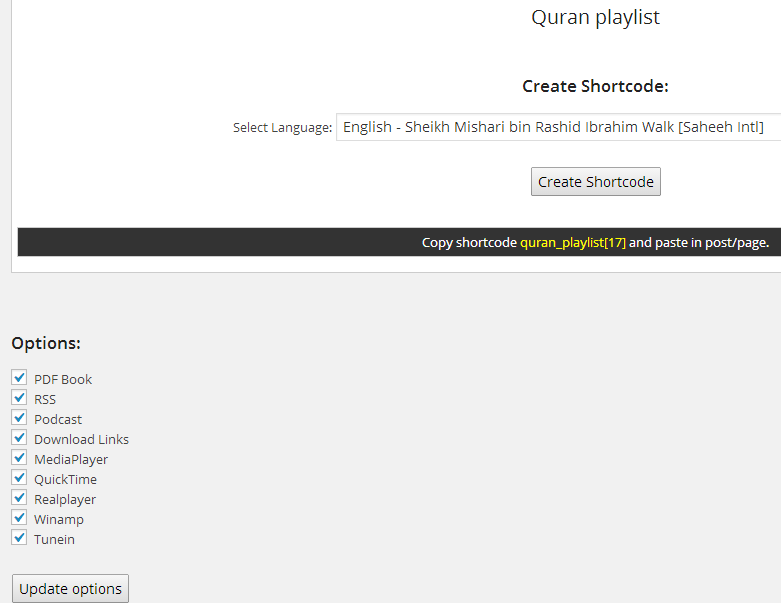 Quran playlist
Create Shortcode:
Select Language: English - Sheikh Mishari bin Rashid Ibrahim Walk [Saheeh Intl]
Create Shortcode
Copy shortcode quran_playlist[17] and paste in post/page.
Options:
PDF Book
RSS
Podcast
Download Links
MediaPlayer
QuickTime
Realplayer
Winamp
Tunein
Update options